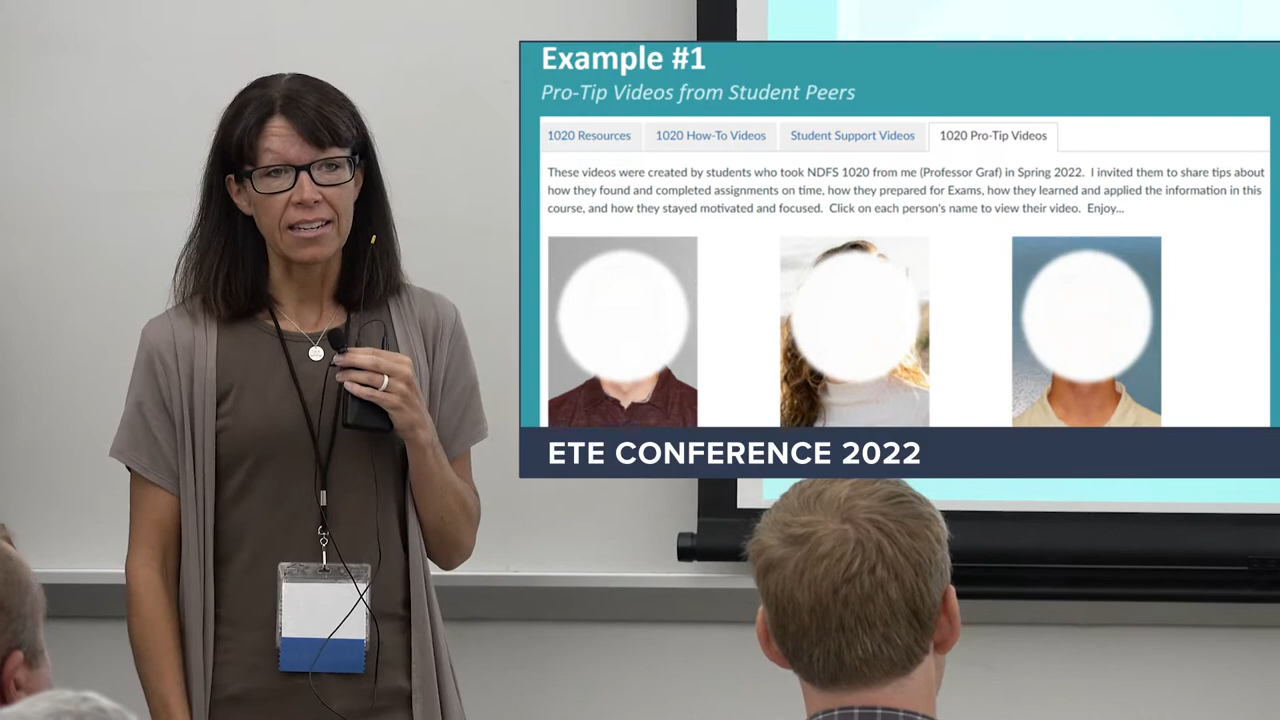 Example #1
Pro-Tip Videos from Student Peers
1020 Resources
1020 How-To Videos
Student Support Videos
1020 Pro-Tip Videos
These videos were created by students who took NDFS 1020 from me (Professor Graf) in Spring 2022. I invited them to share tips about
how they found and completed assignments on time, how they prepared for Exams, how they learned and applied the information in this
course, and how they stayed motivated and focused. Click on each person's name to view their video. Enjoy...
ETE CONFERENCE 2022